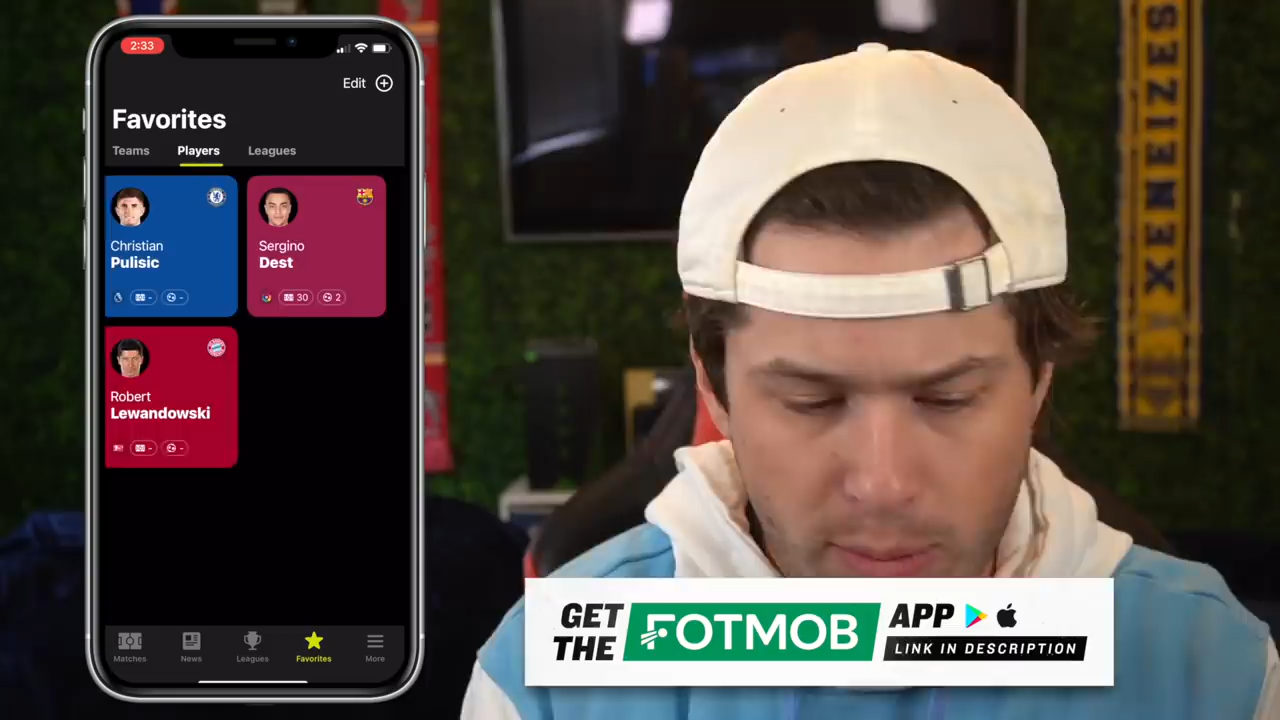 2:33
Edit
Favorites
Teams Players Leagues
Christian
Pulisic
- -
Sergino
Dest
30 2
Robert
Lewandowski
- -
Matches News Leagues Favorites More
XENEIZES
GET
THE
FOTMOB
APP
LINK IN DESCRIPTION